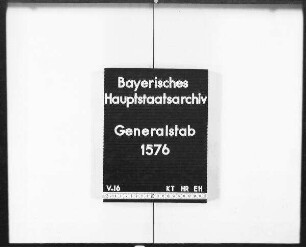 Bayerisches
Hauptstaatsarchiv
Generalstab
1576
V.16 KT HR EH